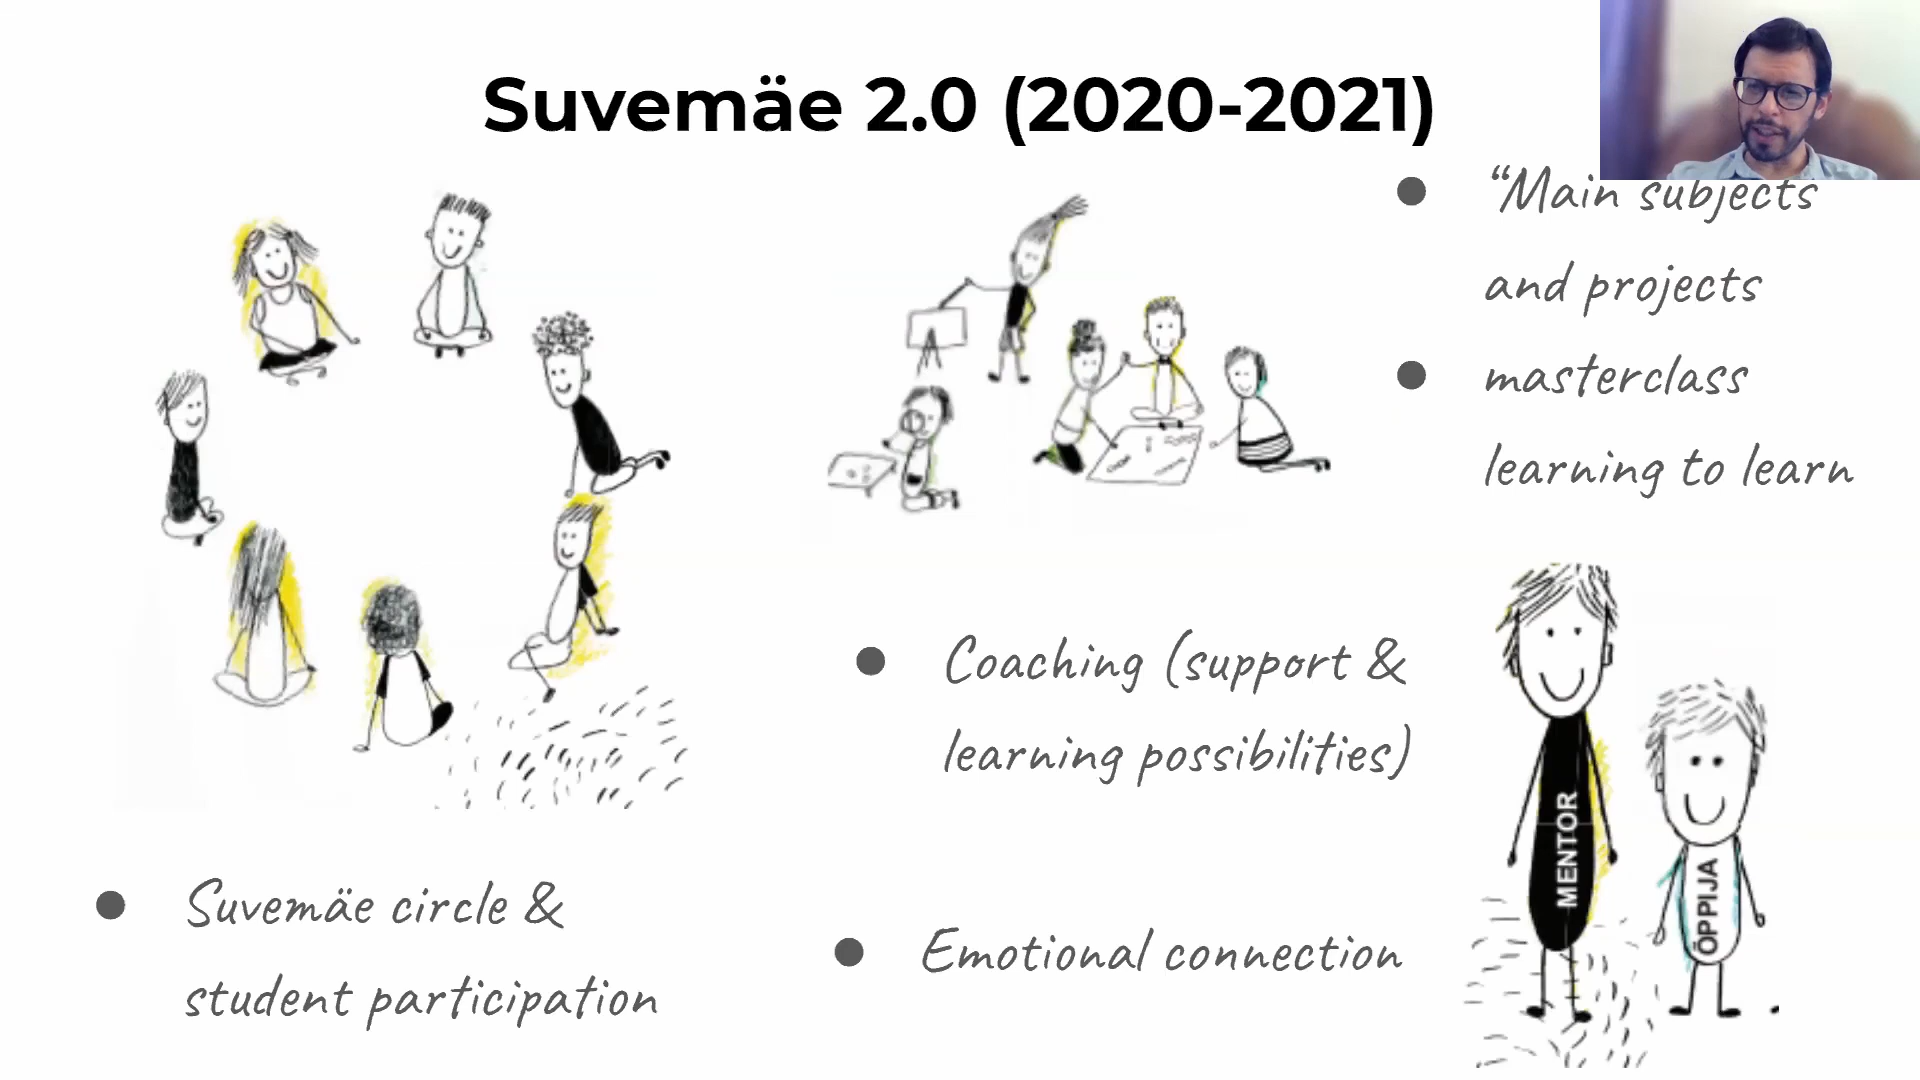 Suvemäe 2.0 (2020-2021)
“Main subjects
and projects
masterclass
learning to learn
Coaching (support &
learning possibilities)
Emotional connection
Suvemäe circle &
student participation
MENTOR
ÕPPIJA